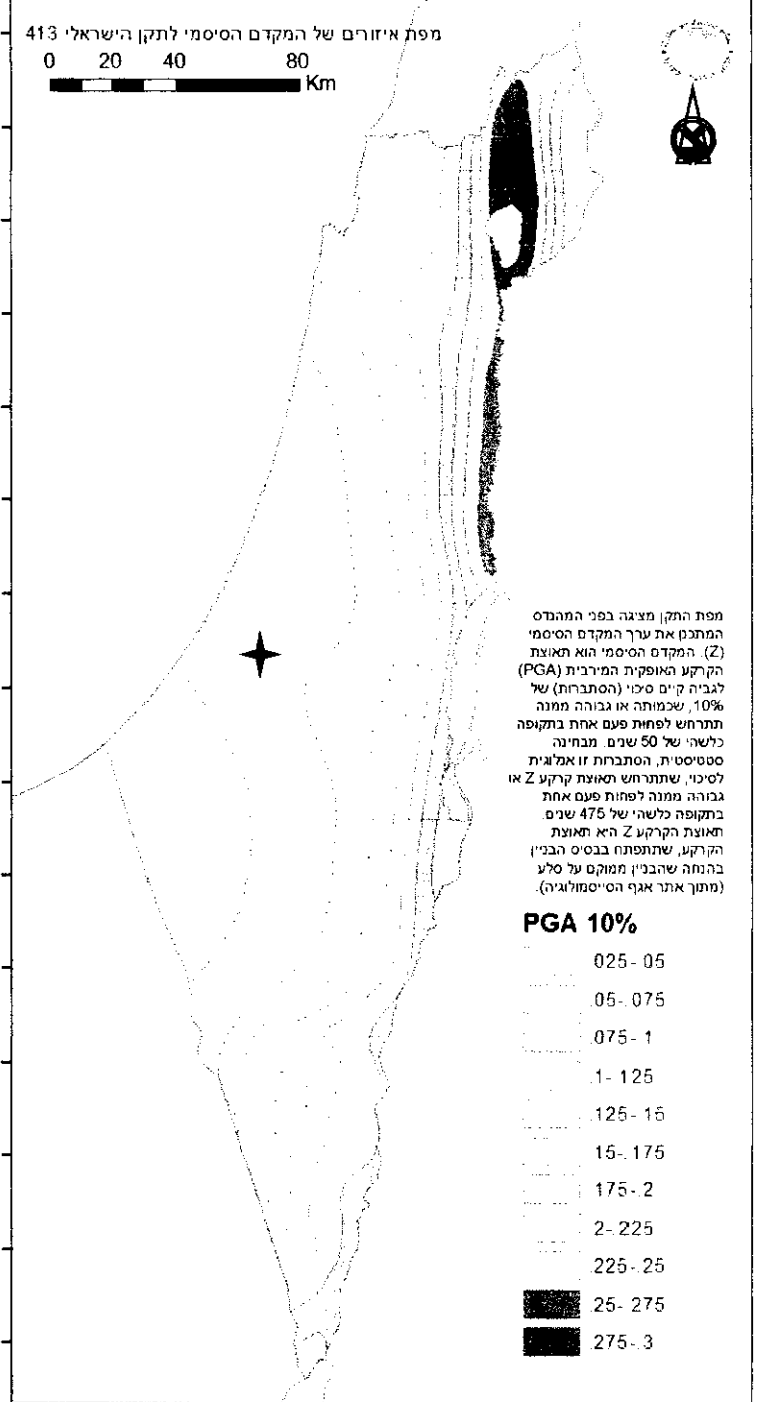 מפת איזורים של המקדם הסיסמי לתקן הישראלי 413
0 20 40 80
Km
מפת התקן מציגה בפני המהנדס
המתכנן את ערך המקדם הסיסמי
(Z). המקדם הסיסמי הוא תאוצת
הקרקע האופקית המירבית (PGA)
לגביה קיים סיכוי (הסתברות) של
10%, שכמותה או גבוהה ממנה
תתרחש לפחות פעם אחת בתקופה
כלשהי של 50 שנים. מבחינה
סטטיסטית, הסתברות זו אנלוגית
לסיכוי, שתתרחש תאוצת קרקע Z או
גבוהה ממנה לפחות פעם אחת
בתקופה כלשהי של 475 שנים.
תאוצת הקרקע Z היא תאוצת
הקרקע, שתתפתח בבסיס הבניין
בהנחה שהבניין ממוקם על סלע
(מתוך אתר אגף הסייסמולוגיה).
PGA 10%
025-05
.05-.075
.075-1
.1-125
.125-15
15-.175
175-.2
2-.225
.225-.25
.25-275
.275-.3